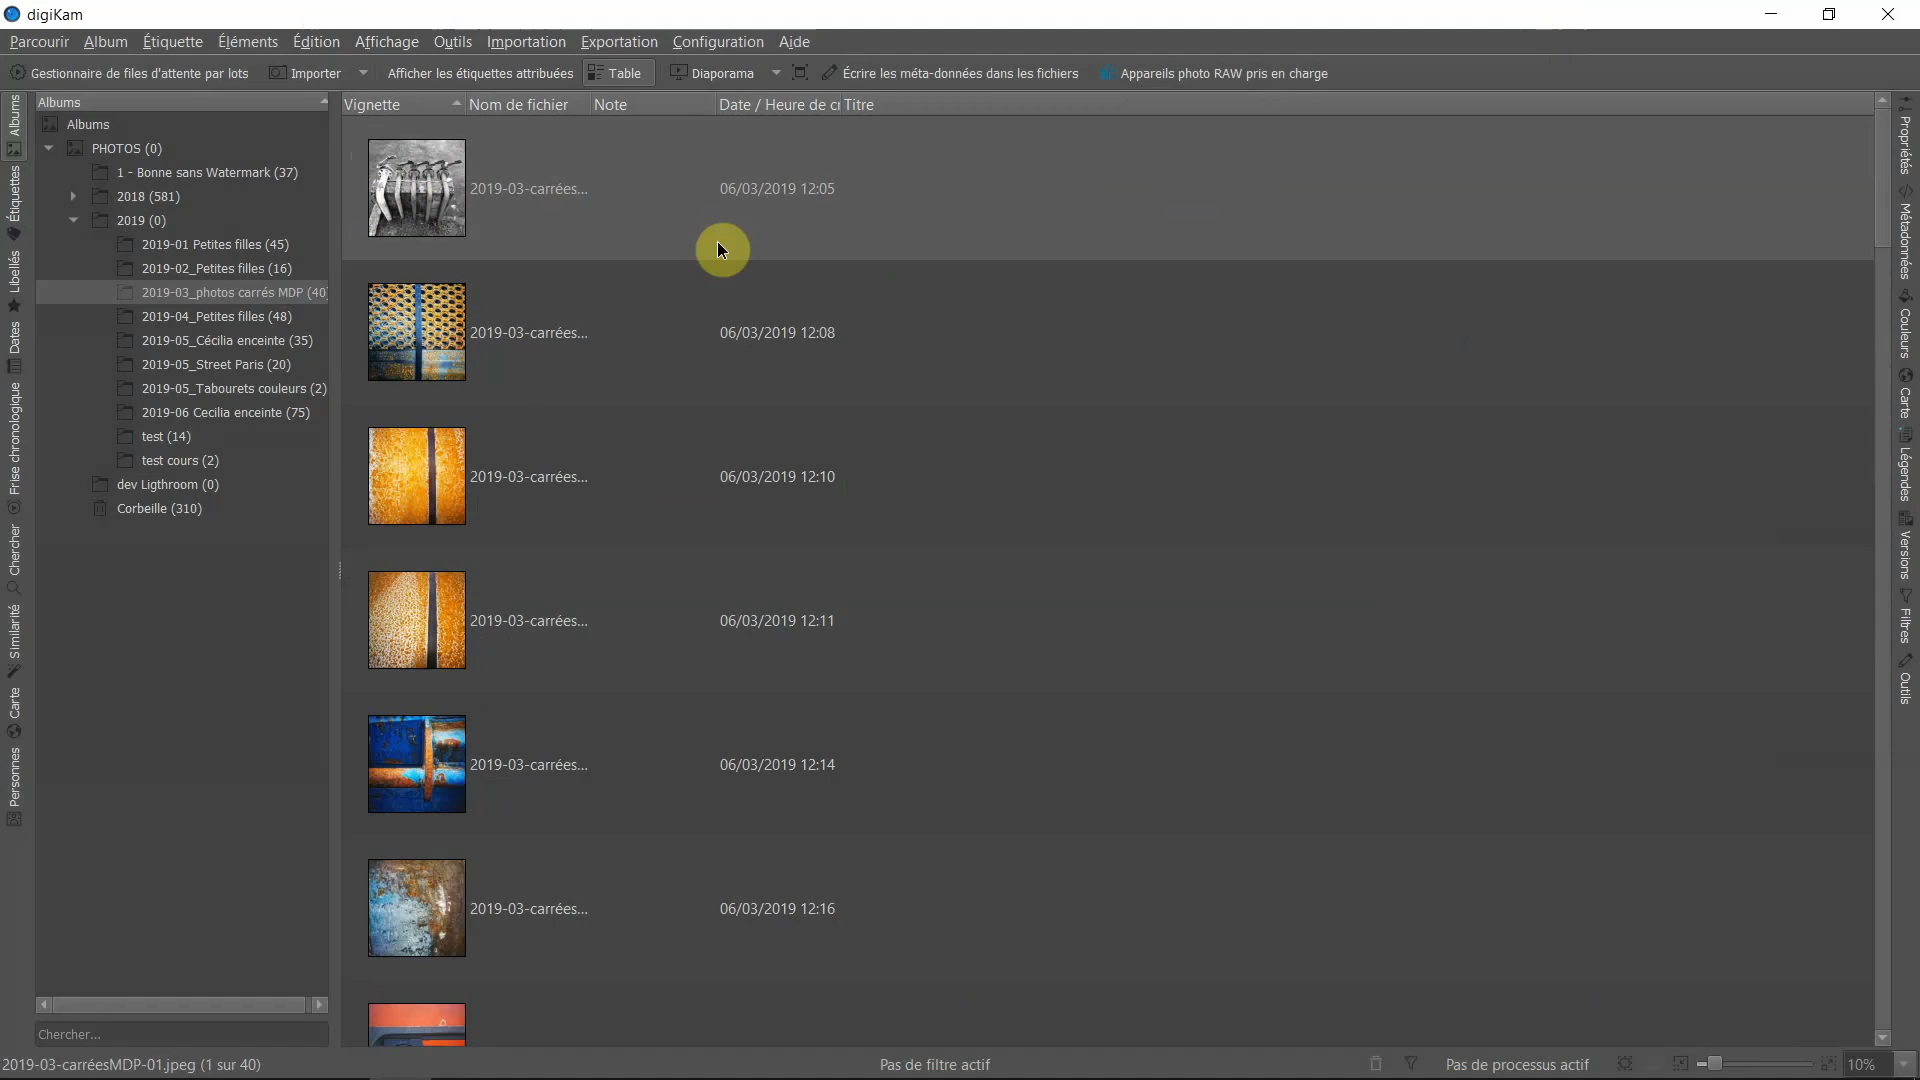 digiKam
Parcourir Album Étiquette Éléments Édition Affichage Outils Importation Exportation Configuration Aide
Gestionnaire de files d'attente par lots Importer Afficher les étiquettes attribuées Table Diaporama Écrire les méta-données dans les fichiers Appareils photo RAW pris en charge
Albums
Étiquettes
Libellés
Dates
Frise chronologique
Chercher
Similarité
Carte
Personnes
Albums
Albums
PHOTOS (0)
1 - Bonne sans Watermark (37)
2018 (581)
2019 (0)
2019-01 Petites filles (45)
2019-02_Petites filles (16)
2019-03_photos carrés MDP (40)
2019-04_Petites filles (48)
2019-05_Cécilia enceinte (35)
2019-05_Street Paris (20)
2019-05_Tabourets couleurs (2)
2019-06 Cecilia enceinte (75)
test (14)
test cours (2)
dev Ligthroom (0)
Corbeille (310)
Chercher...
Vignette Nom de fichier Note Date / Heure de cr Titre
2019-03-carrées... 06/03/2019 12:05
2019-03-carrées... 06/03/2019 12:08
2019-03-carrées... 06/03/2019 12:10
2019-03-carrées... 06/03/2019 12:11
2019-03-carrées... 06/03/2019 12:14
2019-03-carrées... 06/03/2019 12:16
Propriétés
Métadonnées
Couleurs
Carte
Légendes
Versions
Filtres
Outils
2019-03-carréesMDP-01.jpeg (1 sur 40) Pas de filtre actif Pas de processus actif 10%